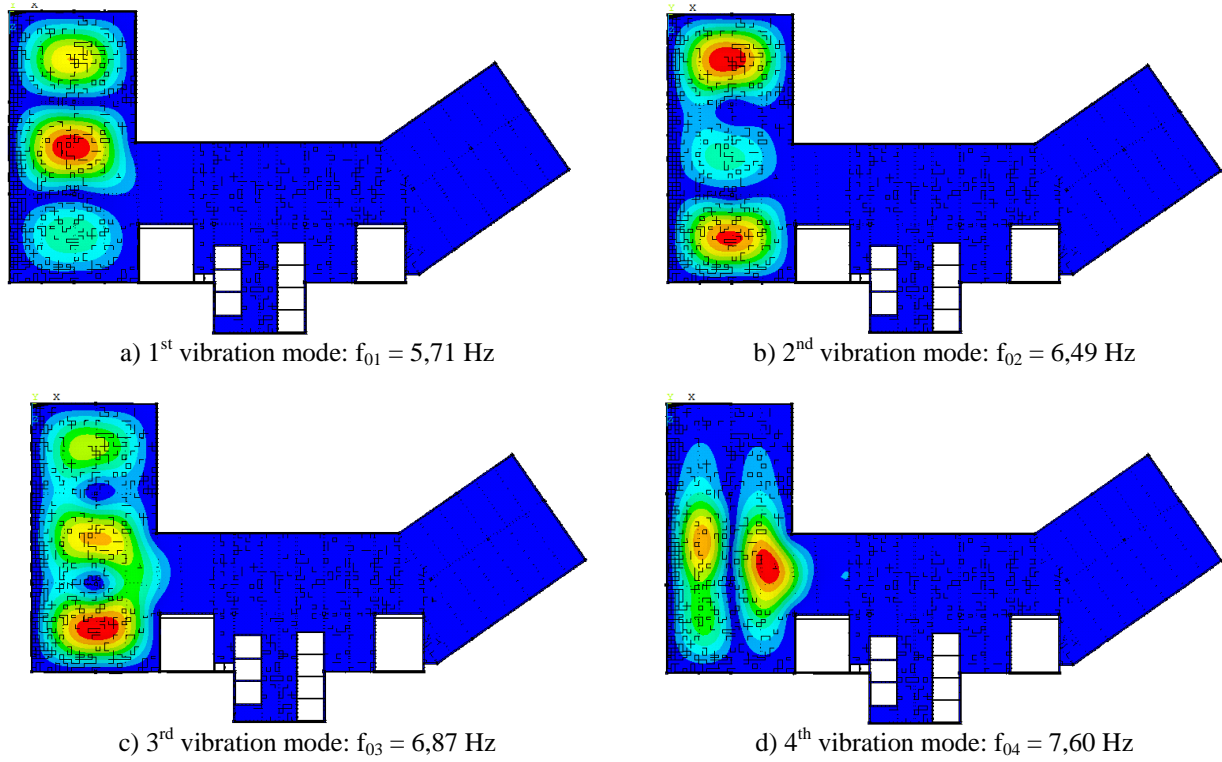 Y X
Y X
a) 1st vibration mode: f01 = 5,71 Hz
b) 2nd vibration mode: f02 = 6,49 Hz
Y X
Y X
c) 3rd vibration mode: f03 = 6,87 Hz
d) 4th vibration mode: f04 = 7,60 Hz